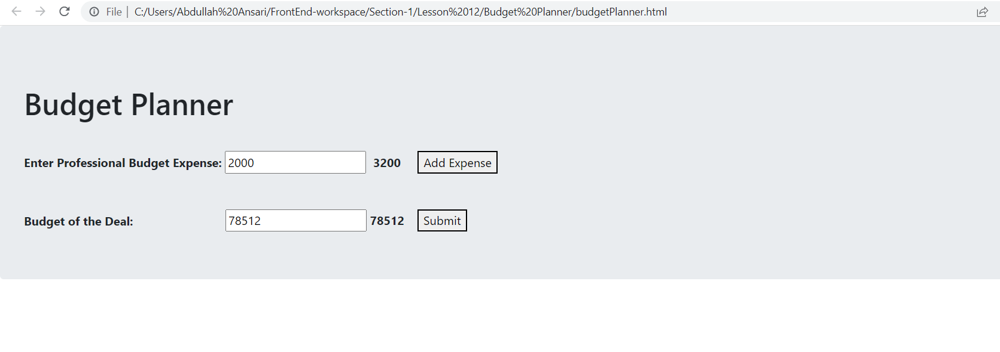 File | C:/Users/Abdullah%20Ansari/FrontEnd-workspace/Section-1/Lesson%2012/Budget%20Planner/budgetPlanner.html
Budget Planner
Enter Professional Budget Expense: 2000 3200 Add Expense
Budget of the Deal: 78512 78512 Submit